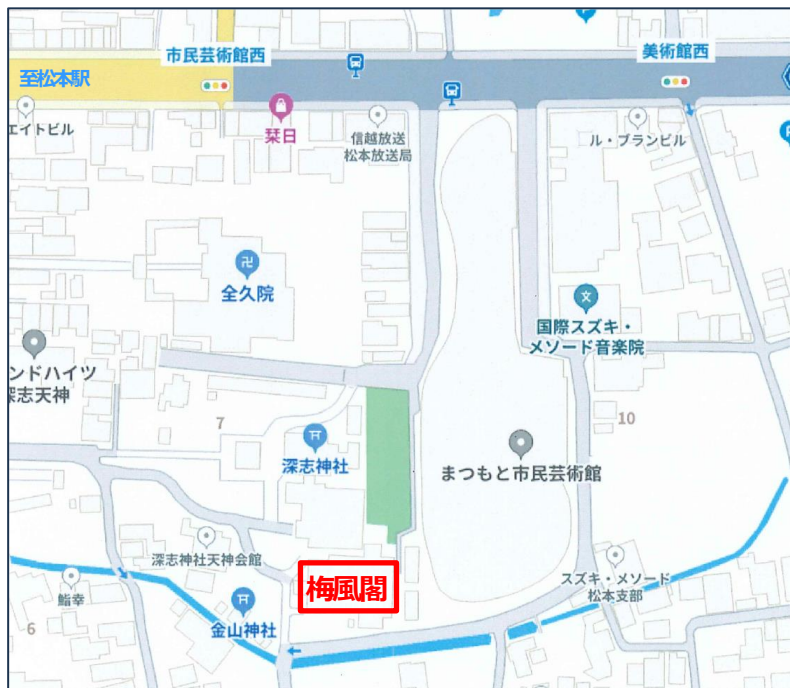 市民芸術館西
美術館西
至松本駅
エイトビル
栞日
信越放送
松本放送局
ル・ブランビル
全久院
国際スズキ・
メソード音楽院
ンドハイツ
深志天神
7
10
深志神社
まつもと市民芸術館
深志神社天神会館
梅風閣
スズキ・メソード
松本支部
鮨幸
金山神社
6